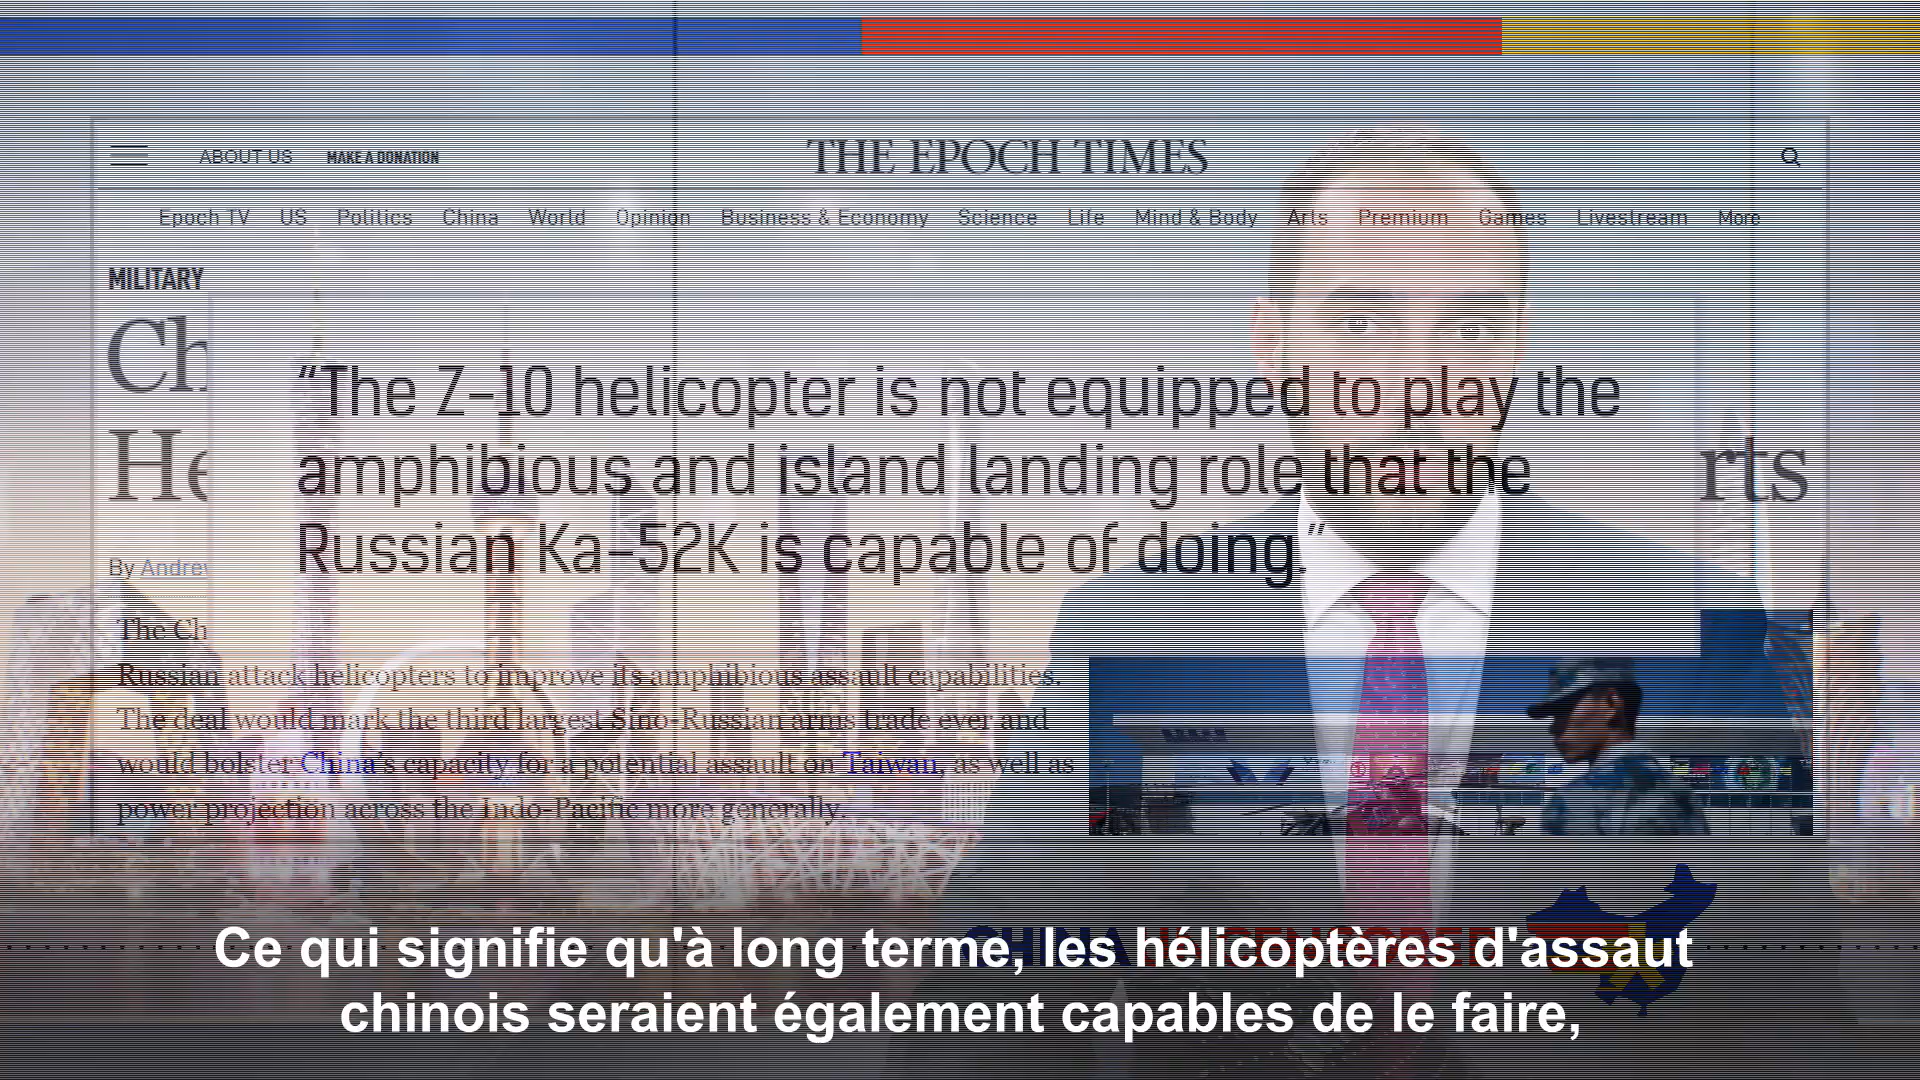 ABOUT US
MAKE A DONATION
THE EPOCH TIMES
Epoch TV US Politics China World Opinion Business & Economy Science Life Mind & Body Arts Premium Games Livestream More
MILITARY
Ch
He
rts
“The Z-10 helicopter is not equipped to play the
amphibious and island landing role that the
Russian Ka-52K is capable of doing.”
By Andrew
The Ch
Russian attack helicopters to improve its amphibious assault capabilities.
The deal would mark the third largest Sino-Russian arms trade ever and
would bolster China's capacity for a potential assault on Taiwan, as well as
power projection across the Indo-Pacific more generally.
CHINA UNCENSORED
Ce qui signifie qu'à long terme, les hélicoptères d'assaut
chinois seraient également capables de le faire,